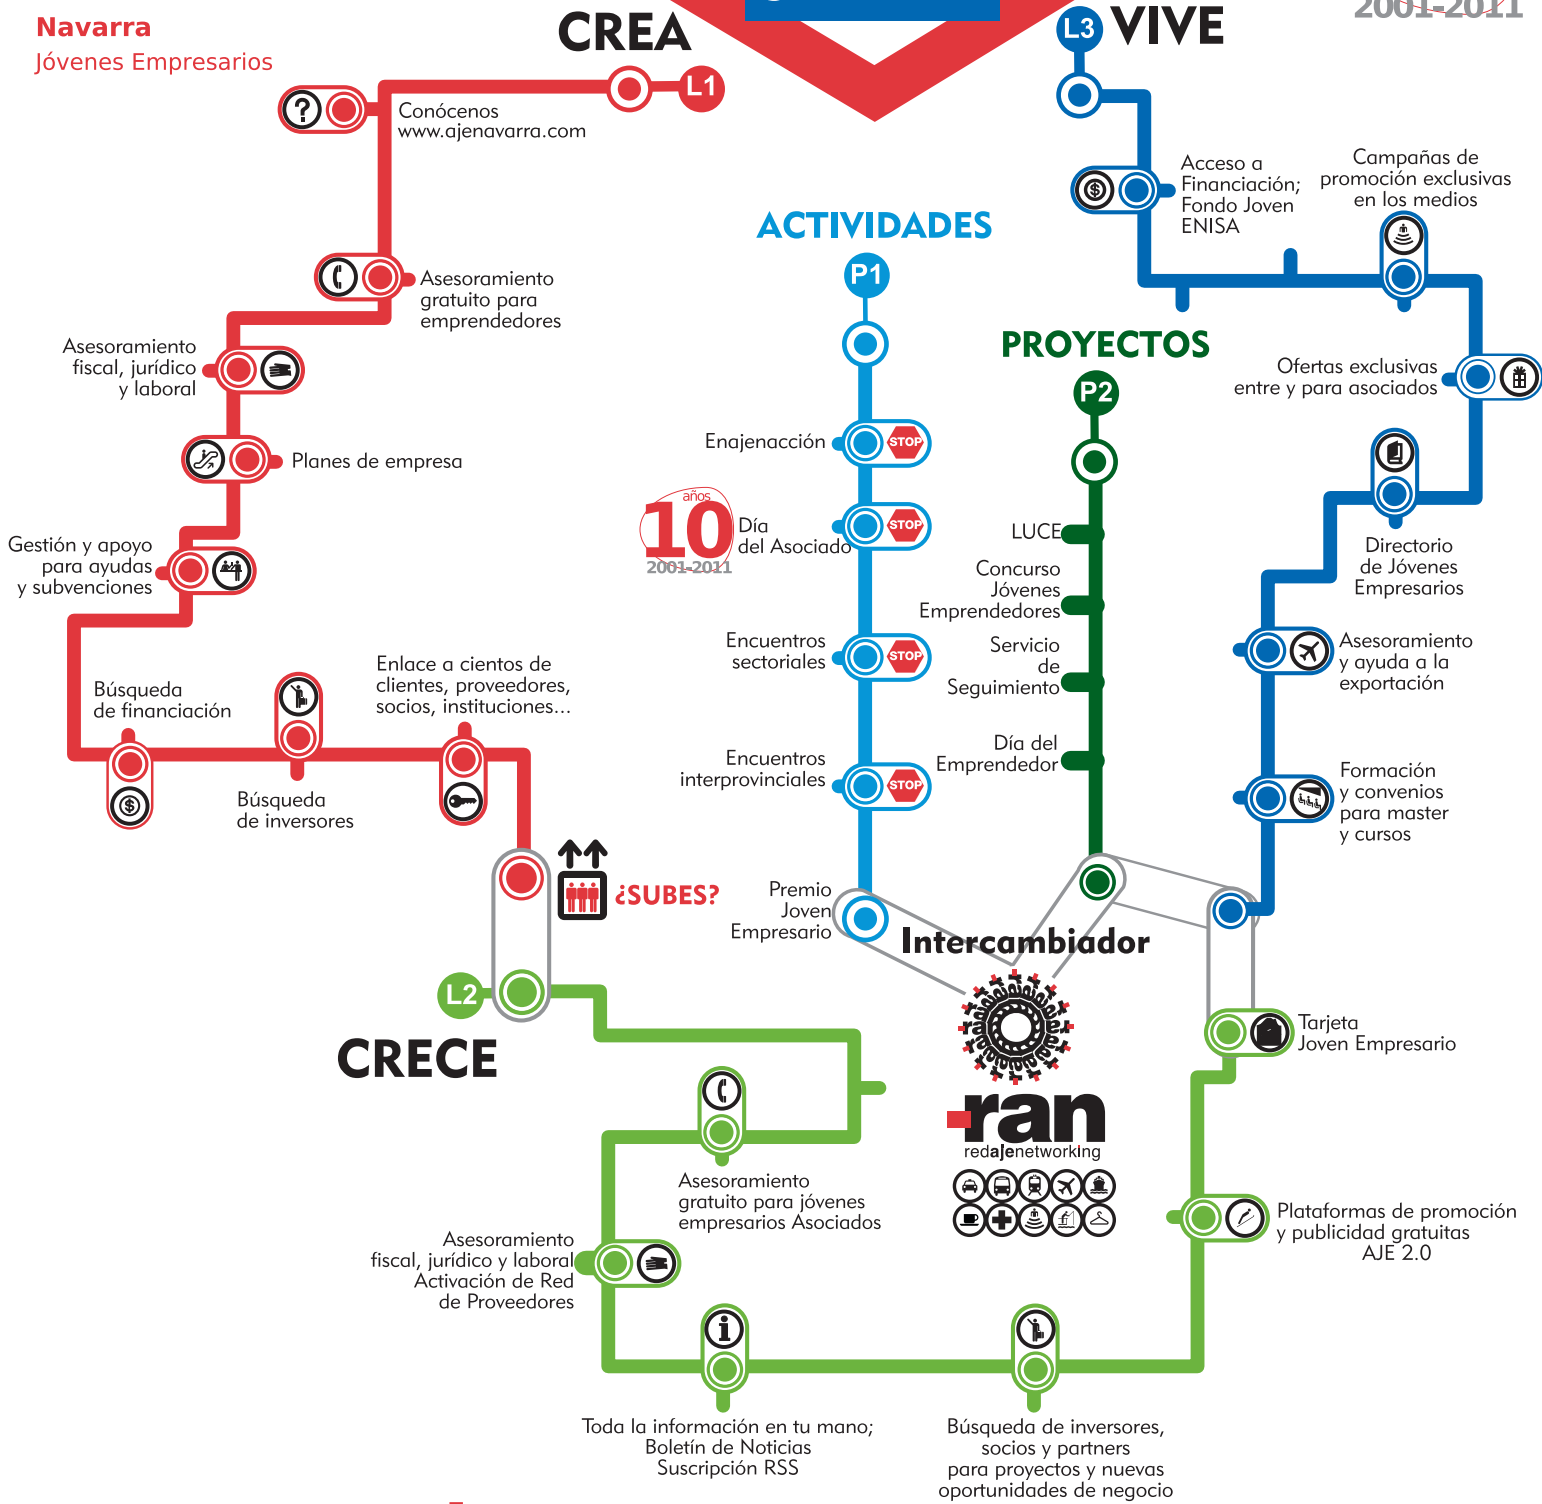 Navarra
Jóvenes Empresarios
CREA
L1
L3
VIVE
2001-2011
?
Conócenos
www.ajenavarra.com
Asesoramiento
gratuito para
emprendedores
Asesoramiento
fiscal, jurídico
y laboral
Planes de empresa
Gestión y apoyo
para ayudas
y subvenciones
Búsqueda
de financiación
$
Búsqueda
de inversores
Enlace a cientos de
clientes, proveedores,
socios, instituciones...
¿SUBES?
ACTIVIDADES
P1
Enajenacción
STOP
años
10
2001-2011
Día
del Asociado
STOP
Encuentros
sectoriales
STOP
Encuentros
interprovinciales
STOP
Premio
Joven
Empresario
PROYECTOS
P2
LUCE
Concurso
Jóvenes
Emprendedores
Servicio
de
Seguimiento
Día del
Emprendedor
$
Acceso a
Financiación;
Fondo Joven
ENISA
Campañas de
promoción exclusivas
en los medios
Ofertas exclusivas
entre y para asociados
Directorio
de Jóvenes
Empresarios
Asesoramiento
y ayuda a la
exportación
Formación
y convenios
para master
y cursos
Intercambiador
-ran
redajenetworking
L2
CRECE
Asesoramiento
gratuito para jóvenes
empresarios Asociados
Asesoramiento
fiscal, jurídico y laboral
Activación de Red
de Proveedores
i
Toda la información en tu mano;
Boletín de Noticias
Suscripción RSS
Búsqueda de inversores,
socios y partners
para proyectos y nuevas
oportunidades de negocio
Plataformas de promoción
y publicidad gratuitas
AJE 2.0
Tarjeta
Joven Empresario